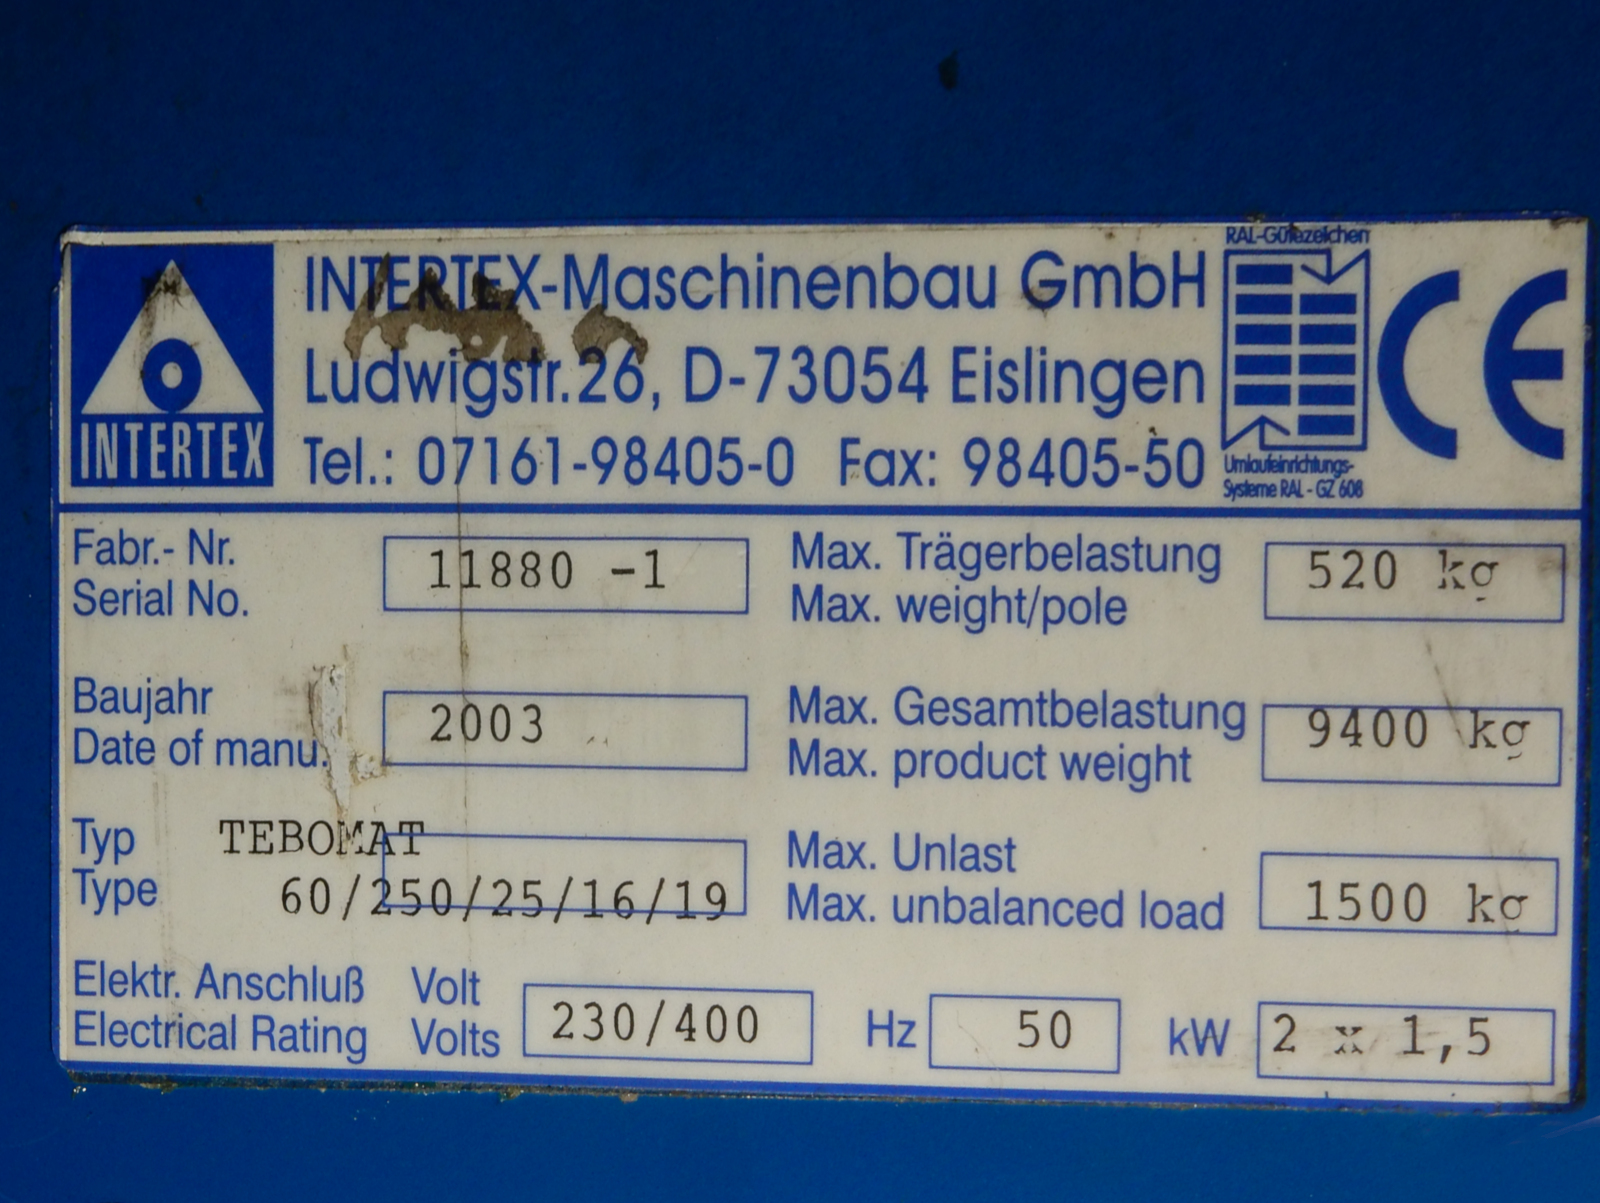 INTERTEX
INTERTEX-Maschinenbau GmbH
Ludwigstr.26, D-73054 Eislingen
Tel.: 07161-98405-0 Fax: 98405-50
RAL-Gütezeichen
Umlaufeinrichtungs-
Systeme RAL - GZ 608
CE
Fabr.- Nr.
Serial No.
11880 -1
Max. Trägerbelastung
Max. weight/pole
520 kg
Baujahr
Date of manu.
2003
Max. Gesamtbelastung
Max. product weight
9400 kg
Typ
Type
TEBOMAT
60/250/25/16/19
Max. Unlast
Max. unbalanced load
1500 kg
Elektr. Anschluß Volt
Electrical Rating Volts
230/400
Hz
50
kW
2 x 1,5